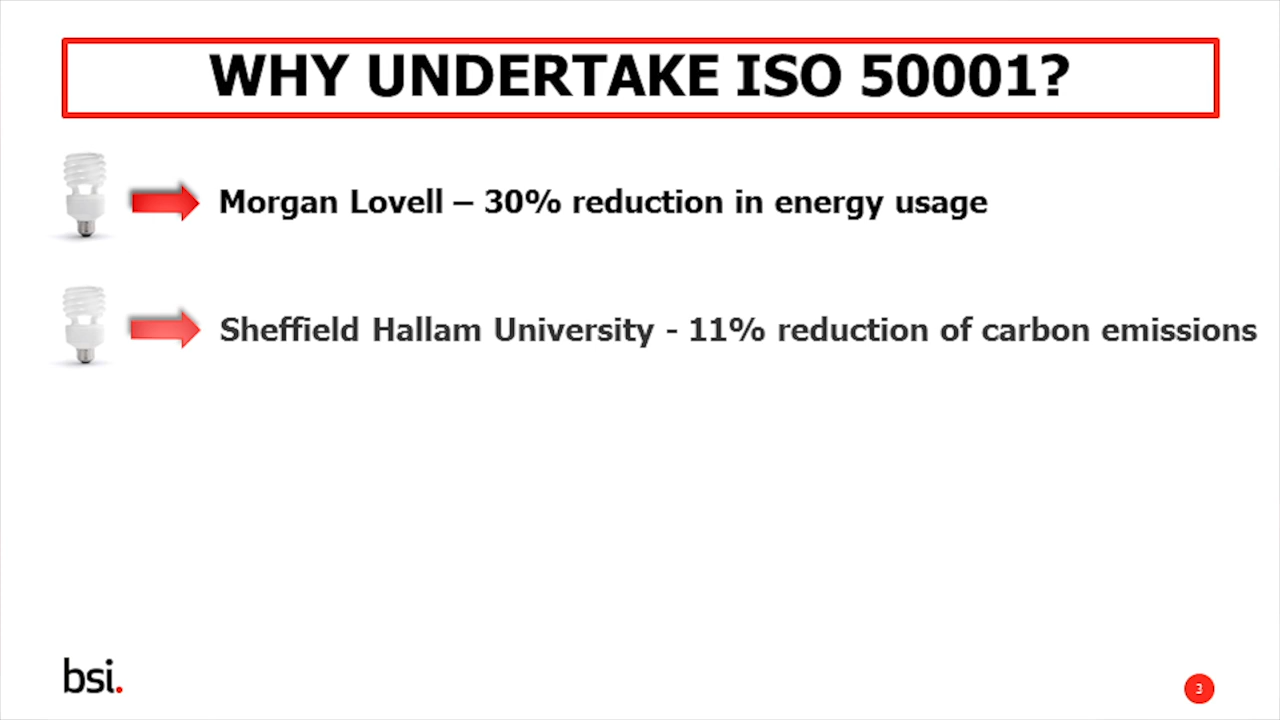 WHY UNDERTAKE ISO 50001?
Morgan Lovell – 30% reduction in energy usage
Sheffield Hallam University - 11% reduction of carbon emissions
bsi.
3